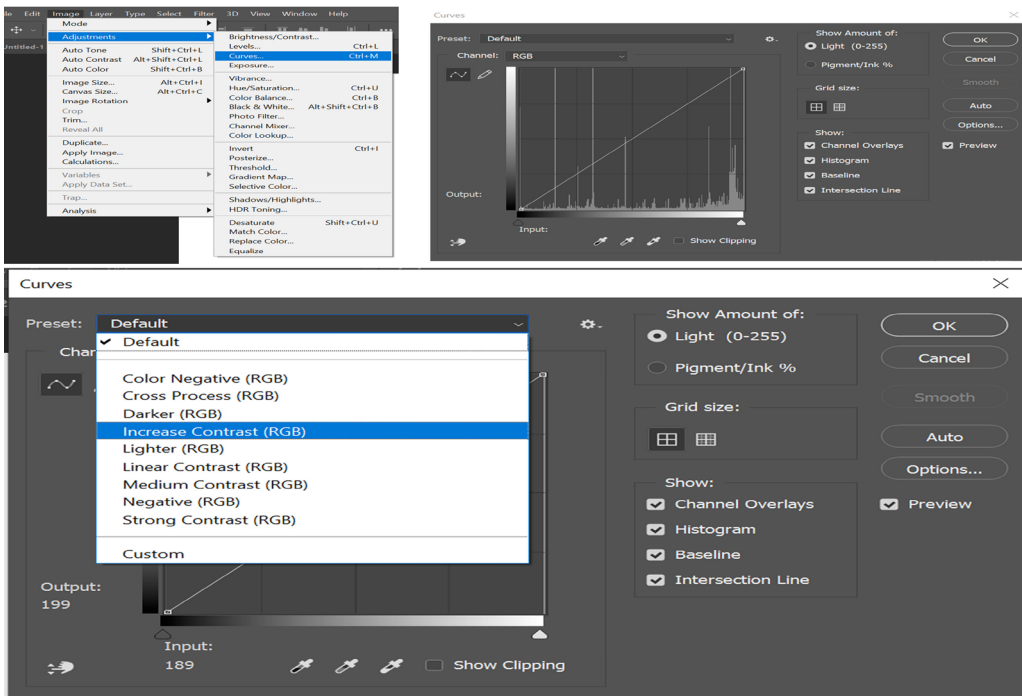 File Edit Image Layer Type Select Filter 3D View Window Help
Untitled-1
Mode
Adjustments
Auto Tone Shift+Ctrl+L
Auto Contrast Alt+Shift+Ctrl+L
Auto Color Shift+Ctrl+B
Image Size... Alt+Ctrl+I
Canvas Size... Alt+Ctrl+C
Image Rotation
Crop
Trim...
Reveal All
Duplicate...
Apply Image...
Calculations...
Variables
Apply Data Set...
Trap...
Analysis
Brightness/Contrast...
Levels... Ctrl+L
Curves... Ctrl+M
Exposure...
Vibrance...
Hue/Saturation... Ctrl+U
Color Balance... Ctrl+B
Black & White... Alt+Shift+Ctrl+B
Photo Filter...
Channel Mixer...
Color Lookup...
Invert Ctrl+I
Posterize...
Threshold...
Gradient Map...
Selective Color...
Shadows/Highlights...
HDR Toning...
Desaturate Shift+Ctrl+U
Match Color...
Replace Color...
Equalize
Curves
Preset: Default
Channel: RGB
Output:
Input:
Show Clipping
Show Amount of:
Light (0-255)
Pigment/Ink %
Grid size:
Show:
Channel Overlays
Histogram
Baseline
Intersection Line
OK
Cancel
Smooth
Auto
Options...
Preview
Curves
Preset: Default
Chan
Default
Color Negative (RGB)
Cross Process (RGB)
Darker (RGB)
Increase Contrast (RGB)
Lighter (RGB)
Linear Contrast (RGB)
Medium Contrast (RGB)
Negative (RGB)
Strong Contrast (RGB)
Custom
Output:
199
Input:
189
Show Clipping
Show Amount of:
Light (0-255)
Pigment/Ink %
Grid size:
Show:
Channel Overlays
Histogram
Baseline
Intersection Line
OK
Cancel
Smooth
Auto
Options...
Preview